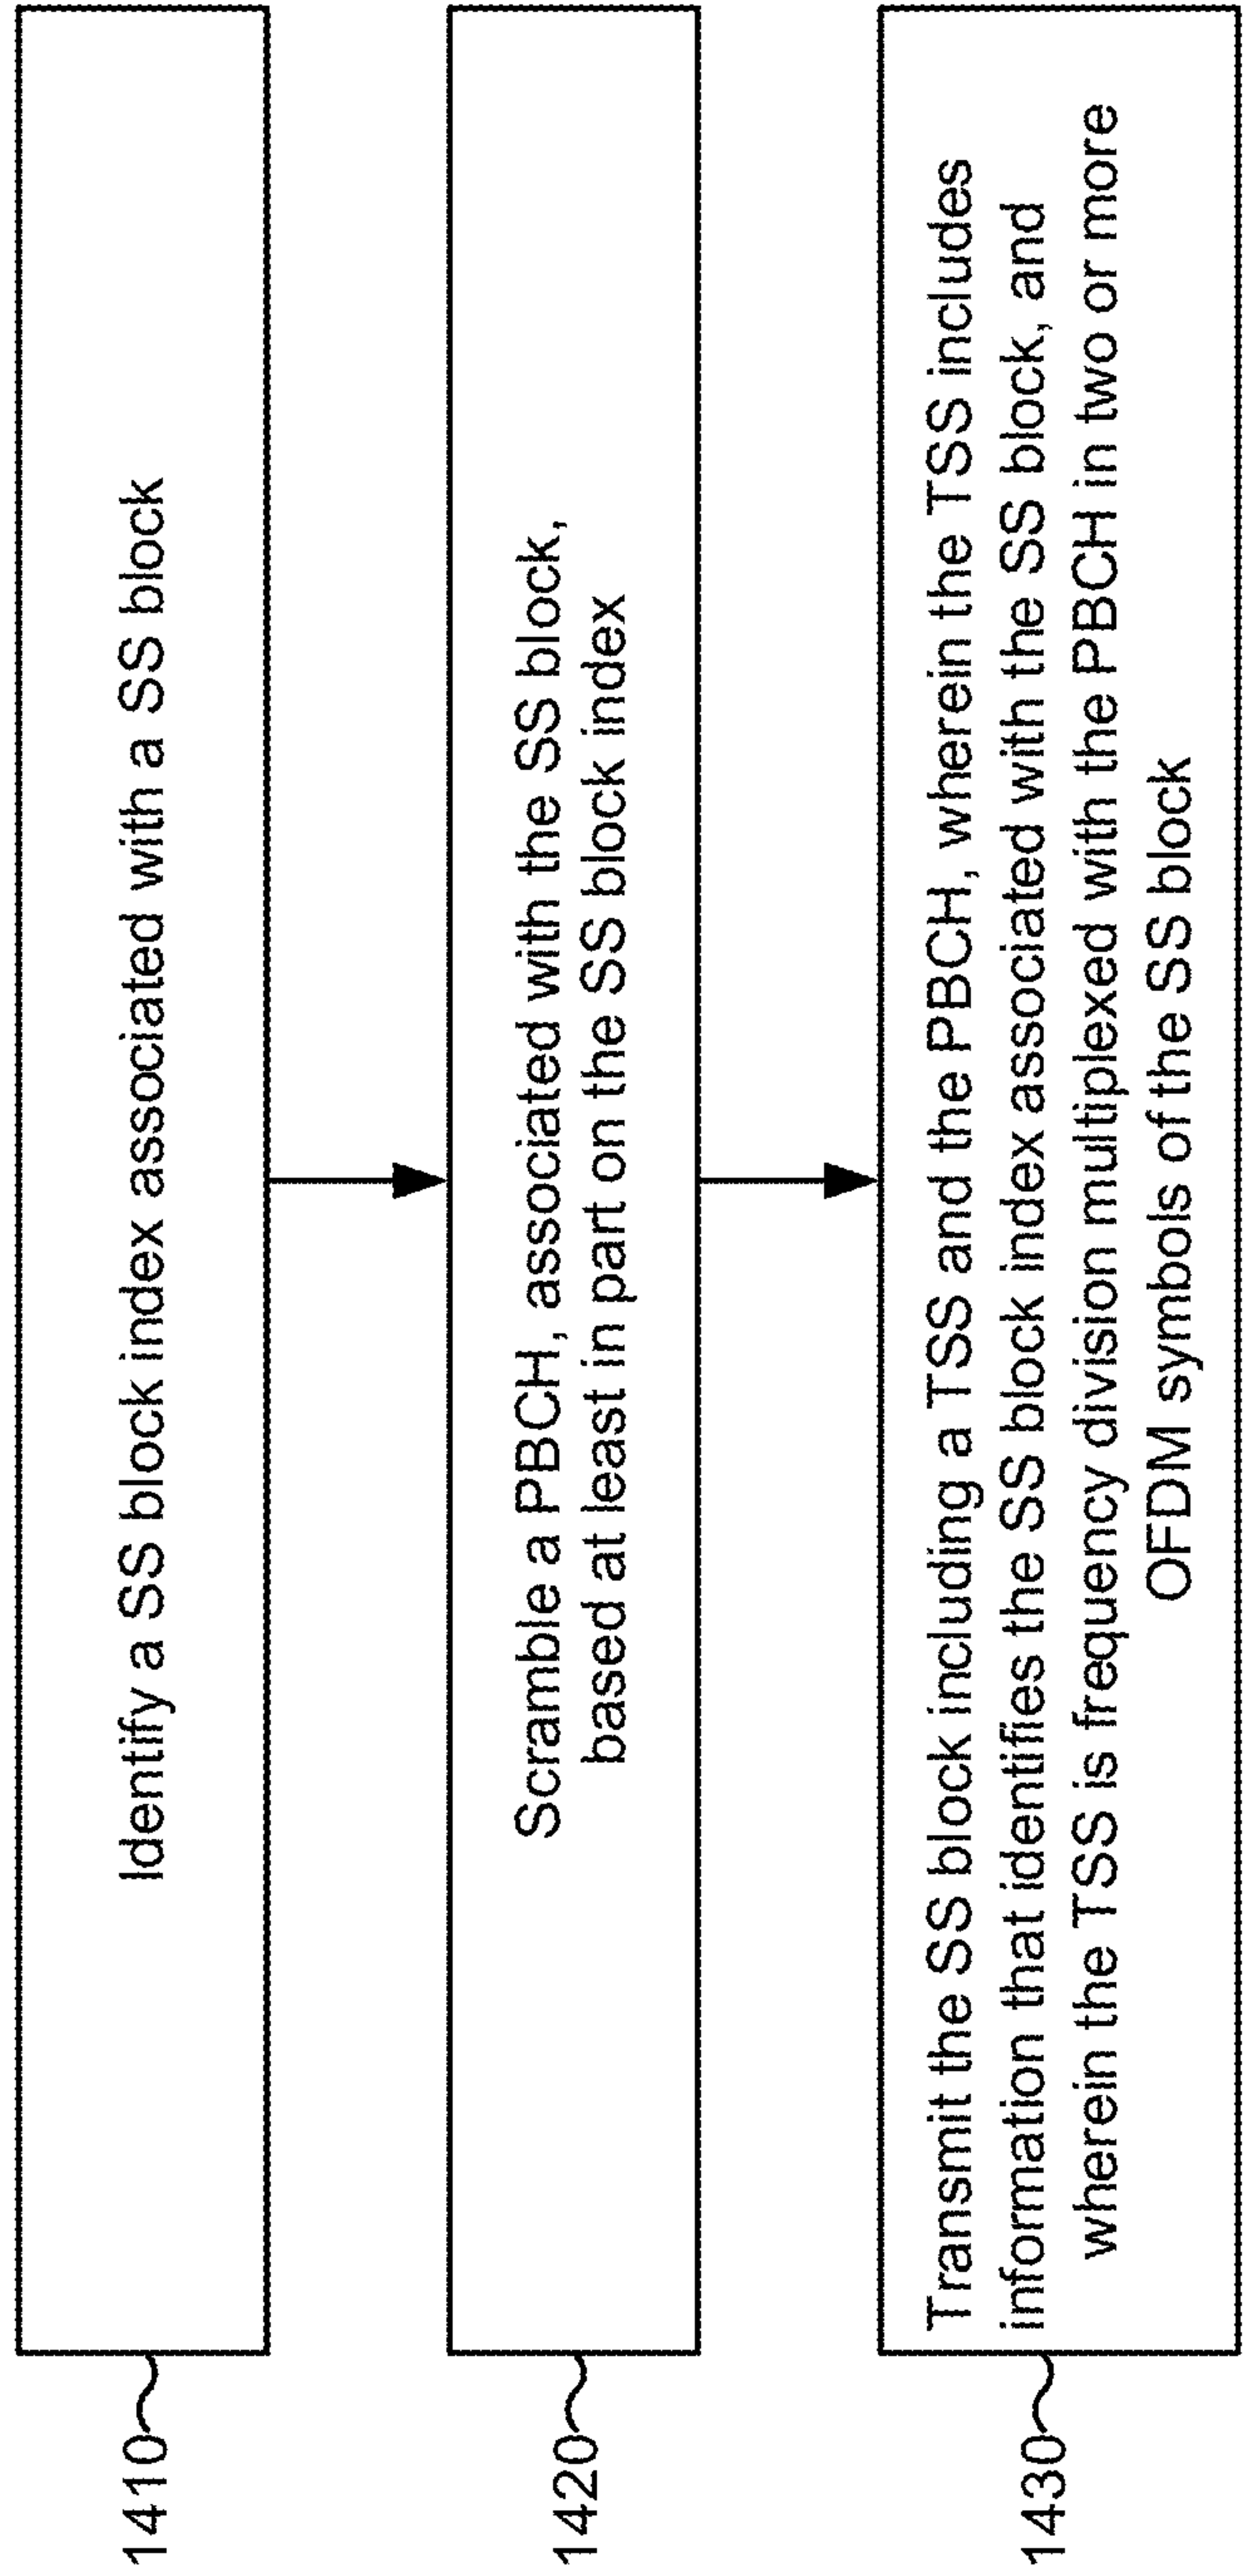 1410
Identify a SS block index associated with a SS block
1420
Scramble a PBCH, associated with the SS block,
based at least in part on the SS block index
1430
Transmit the SS block including a TSS and the PBCH, wherein the TSS includes
information that identifies the SS block index associated with the SS block, and
wherein the TSS is frequency division multiplexed with the PBCH in two or more
OFDM symbols of the SS block